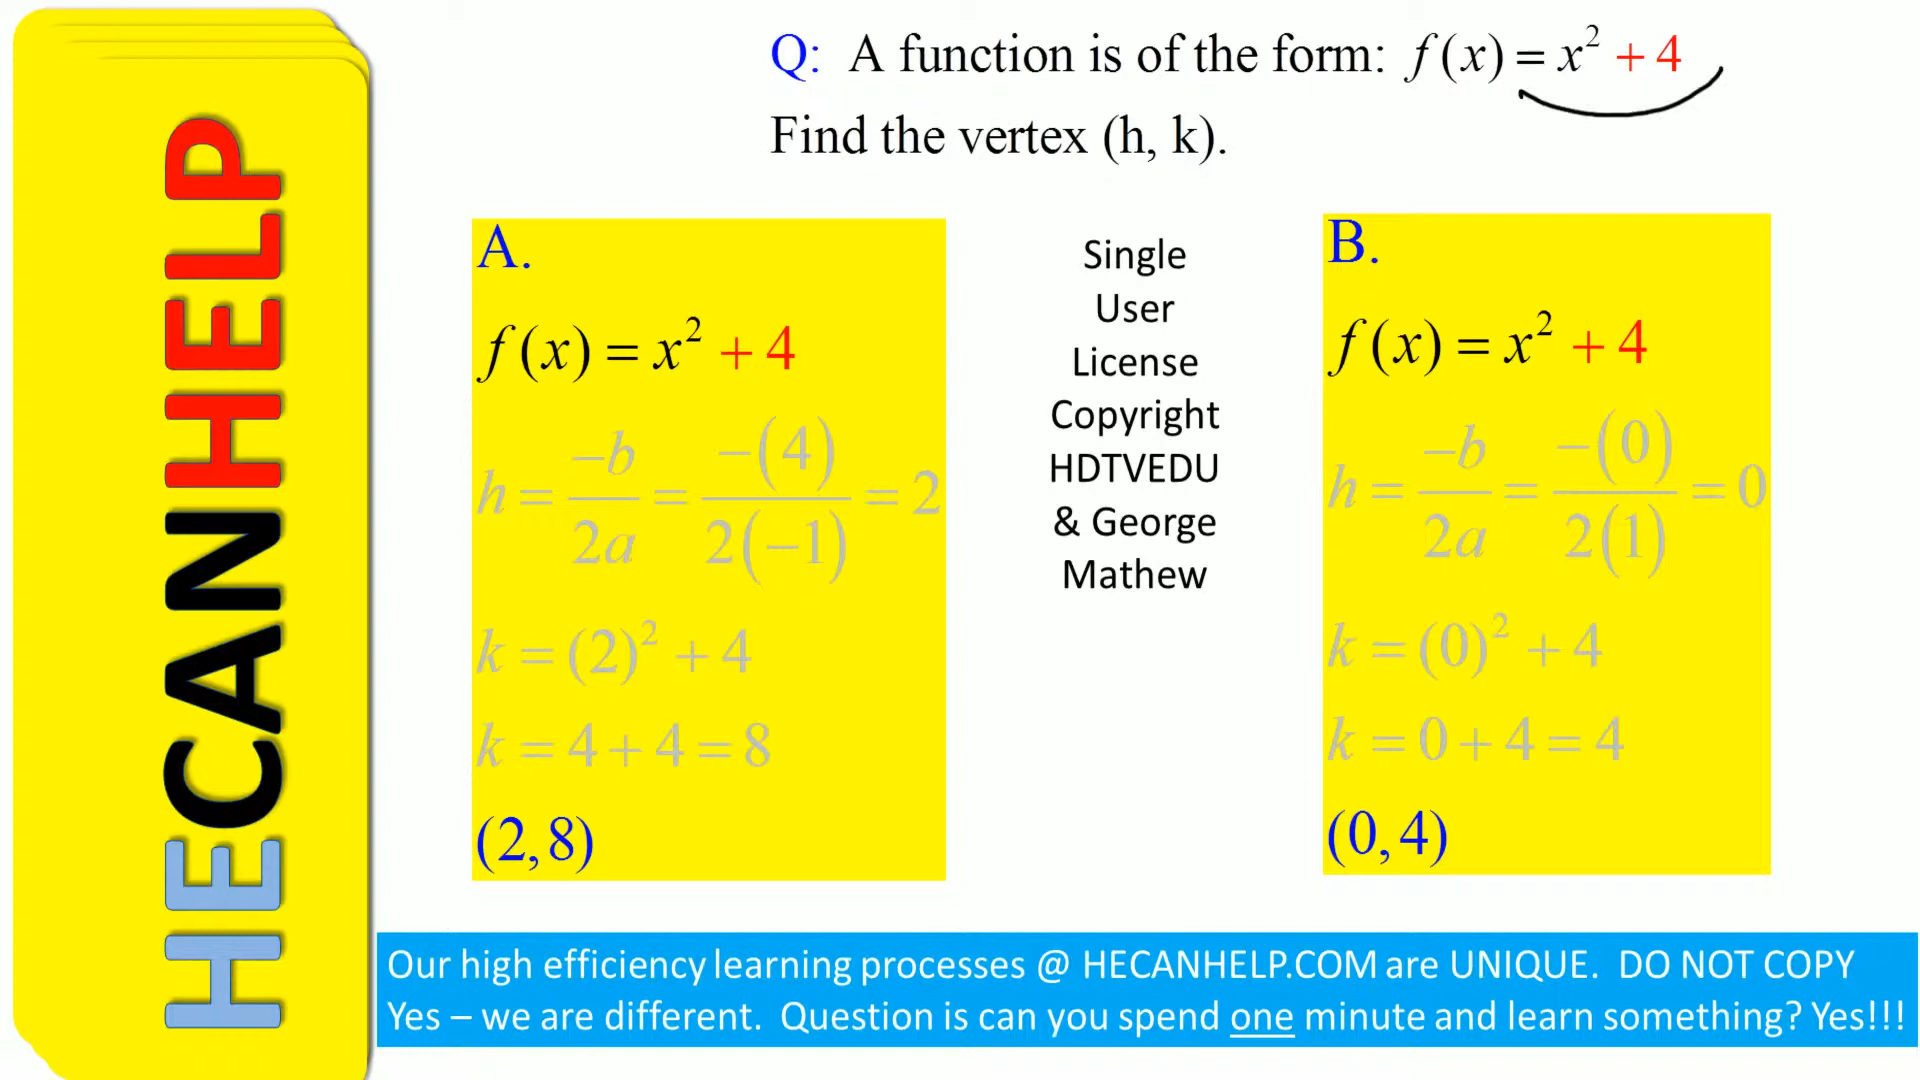 HECANHELP
Q: A function is of the form: f(x) = x² + 4
Find the vertex (h, k).
A.
f(x) = x² + 4
h = -b/2a = -(4)/2(-1) = 2
k = (2)² + 4
k = 4 + 4 = 8
(2,8)
Single
User
License
Copyright
HDTVEDU
& George
Mathew
B.
f(x) = x² + 4
h = -b/2a = -(0)/2(1) = 0
k = (0)² + 4
k = 0 + 4 = 4
(0,4)
Our high efficiency learning processes @ HECANHELP.COM are UNIQUE. DO NOT COPY
Yes – we are different. Question is can you spend one minute and learn something? Yes!!!